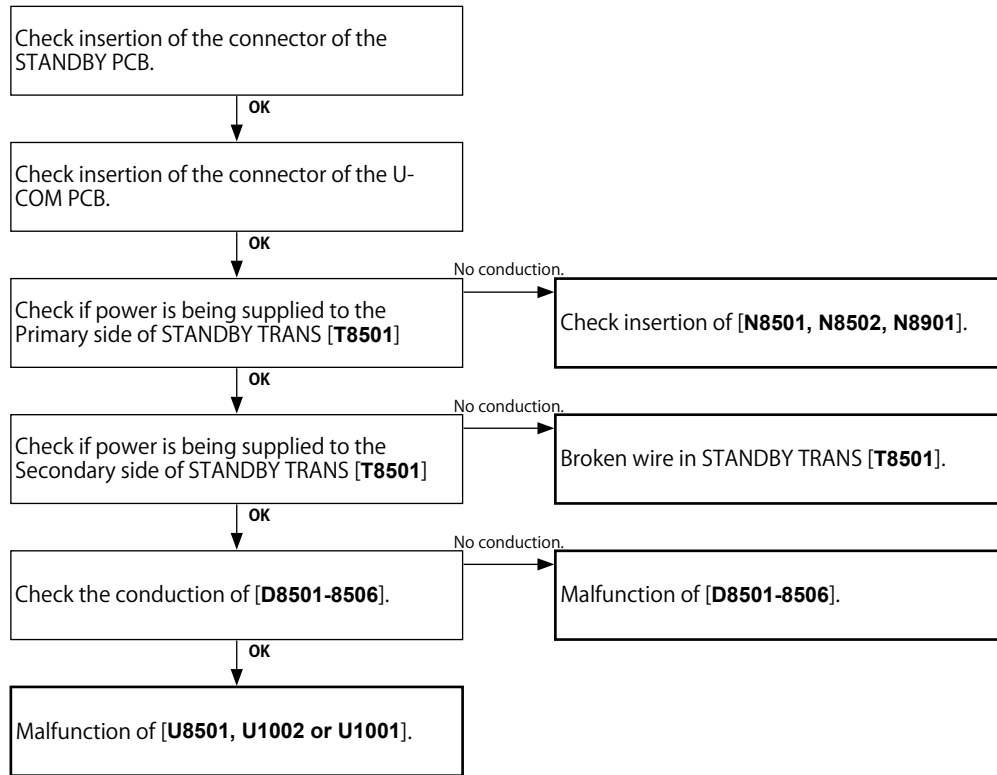 Check insertion of the connector of the
STANDBY PCB.
OK
Check insertion of the connector of the U-
COM PCB.
OK
No conduction.
Check if power is being supplied to the
Primary side of STANDBY TRANS [T8501]
Check insertion of [N8501, N8502, N8901].
OK
No conduction.
Check if power is being supplied to the
Secondary side of STANDBY TRANS [T8501]
Broken wire in STANDBY TRANS [T8501].
OK
No conduction.
Check the conduction of [D8501-8506].
Malfunction of [D8501-8506].
OK
Malfunction of [U8501, U1002 or U1001].